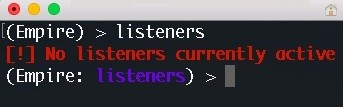 (Empire) > listeners
[!] No listeners currently active
(Empire: listeners) >